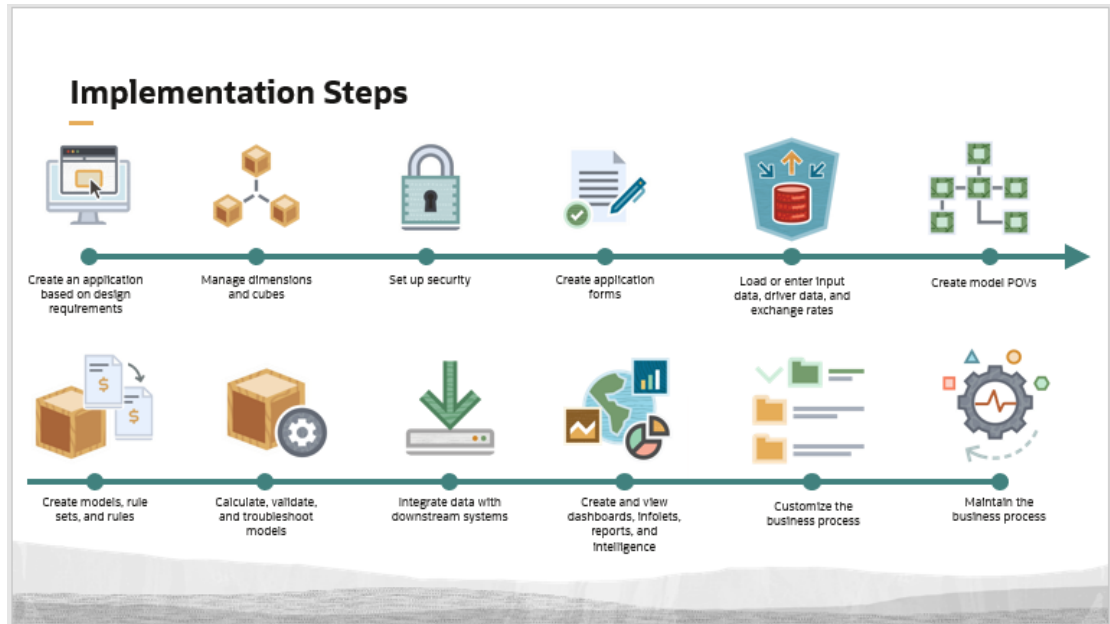 Implementation Steps
Create an application
based on design
requirements
Manage dimensions
and cubes
Set up security
Create application
forms
Load or enter input
data, driver data, and
exchange rates
Create model POVs
$
$
Create models, rule
sets, and rules
Calculate, validate,
and troubleshoot
models
Integrate data with
downstream systems
Create and view
dashboards, infolets,
reports, and
intelligence
Customize the
business process
Maintain the
business process